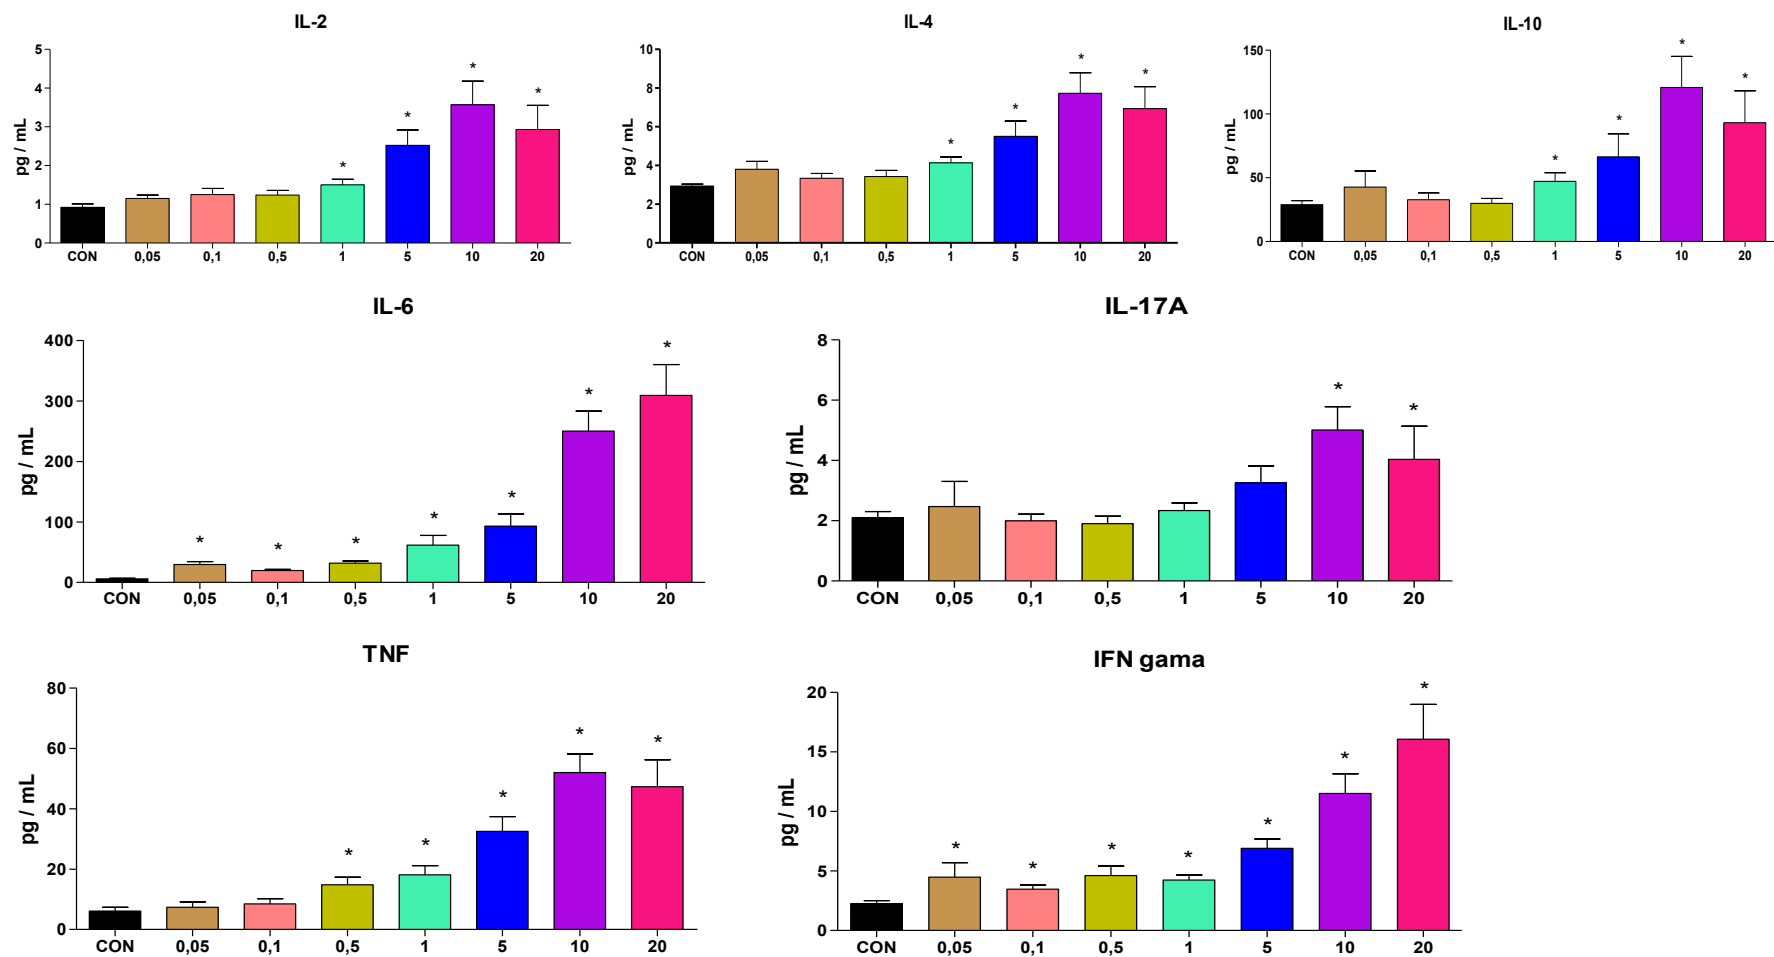 IL-2
pg / mL
5
4
3
2
1
0
* * * *
CON 0,05 0,1 0,5 1 5 10 20
IL-4
pg / mL
10
8
6
4
2
0
* * * *
CON 0,05 0,1 0,5 1 5 10 20
IL-10
pg / mL
150
100
50
0
* * * *
CON 0,05 0,1 0,5 1 5 10 20
IL-6
pg / mL
400
300
200
100
0
* * * * * * *
CON 0,05 0,1 0,5 1 5 10 20
IL-17A
pg / mL
8
6
4
2
0
* *
CON 0,05 0,1 0,5 1 5 10 20
TNF
pg / mL
80
60
40
20
0
* * * * *
CON 0,05 0,1 0,5 1 5 10 20
IFN gama
pg / mL
20
15
10
5
0
* * * * * * *
CON 0,05 0,1 0,5 1 5 10 20